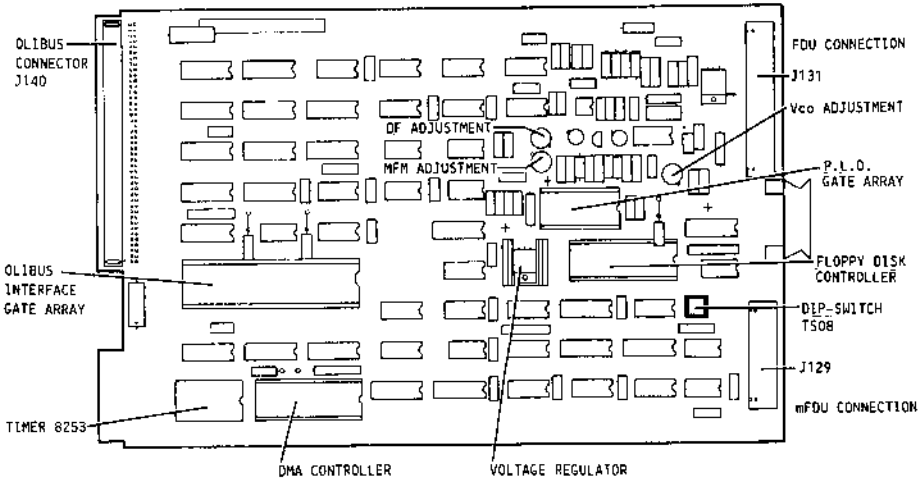 OLIBUS
CONNECTOR
J140
FDU CONNECTION
J131
Vco ADJUSTMENT
DF ADJUSTMENT
MFM ADJUSTMENT
P.L.O.
GATE ARRAY
OLIBUS
INTERFACE
GATE ARRAY
FLOPPY DISK
CONTROLLER
DIP-SWITCH
TS08
J129
mFDU CONNECTION
TIMER 8253
DMA CONTROLLER
VOLTAGE REGULATOR